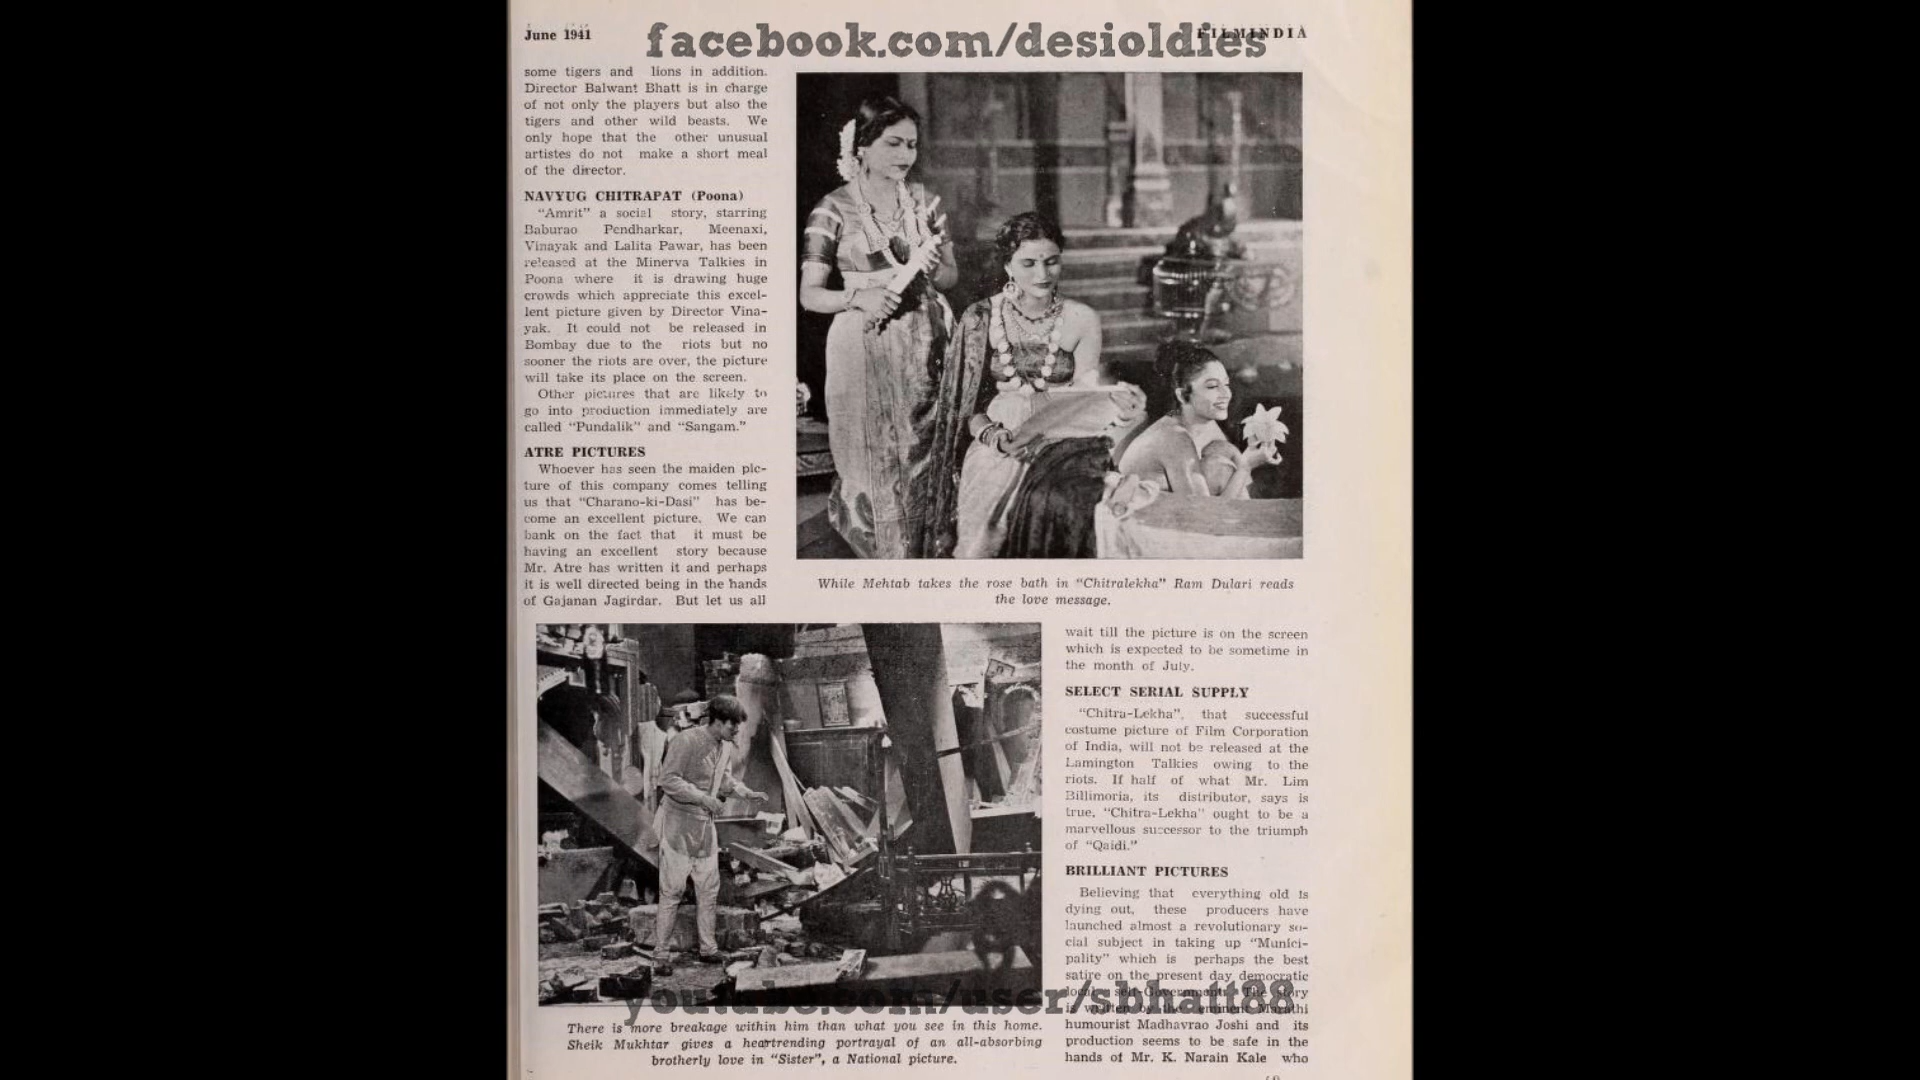 June 1941
facebook.com/desioldies
FILMINDIA
some tigers and lions in addition.
Director Balwant Bhatt is in charge
of not only the players but also the
tigers and other wild beasts. We
only hope that the other unusual
artistes do not make a short meal
of the director.
NAVYUG CHITRAPAT (Poona)
"Amrit" a social story, starring
Baburao Pendharkar, Meenaxi,
Vinayak and Lalita Pawar, has been
released at the Minerva Talkies in
Poona where it is drawing huge
crowds which appreciate this excel-
lent picture given by Director Vina-
yak. It could not be released in
Bombay due to the riots but no
sooner the riots are over, the picture
will take its place on the screen.
Other pictures that are likely to
go into production immediately are
called "Pundalik" and "Sangam."
ATRE PICTURES
Whoever has seen the maiden pic-
ture of this company comes telling
us that "Charano-ki-Dasi" has be-
come an excellent picture. We can
bank on the fact that it must be
having an excellent story because
Mr. Atre has written it and perhaps
it is well directed being in the hands
of Gajanan Jagirdar. But let us all
While Mehtab takes the rose bath in "Chitralekha" Ram Dulari reads
the love message.
wait till the picture is on the screen
which is expected to be sometime in
the month of July.
SELECT SERIAL SUPPLY
"Chitra-Lekha", that successful
costume picture of Film Corporation
of India, will not be released at the
Lamington Talkies owing to the
riots. If half of what Mr. Lim
Billimoria, its distributor, says is
true, "Chitra-Lekha" ought to be a
marvellous successor to the triumph
of "Qaidi."
BRILLIANT PICTURES
Believing that everything old is
dying out, these producers have
launched almost a revolutionary so-
cial subject in taking up "Munici-
pality" which is perhaps the best
satire on the present day democratic
local self-Government. The story
is written by the eminent Marathi
humourist Madhavrao Joshi and its
production seems to be safe in the
hands of Mr. K. Narain Kale who
youtube.com/user/sbhatt88
There is more breakage within him than what you see in this home.
Sheik Mukhtar gives a heartrending portrayal of an all-absorbing
brotherly love in "Sister", a National picture.